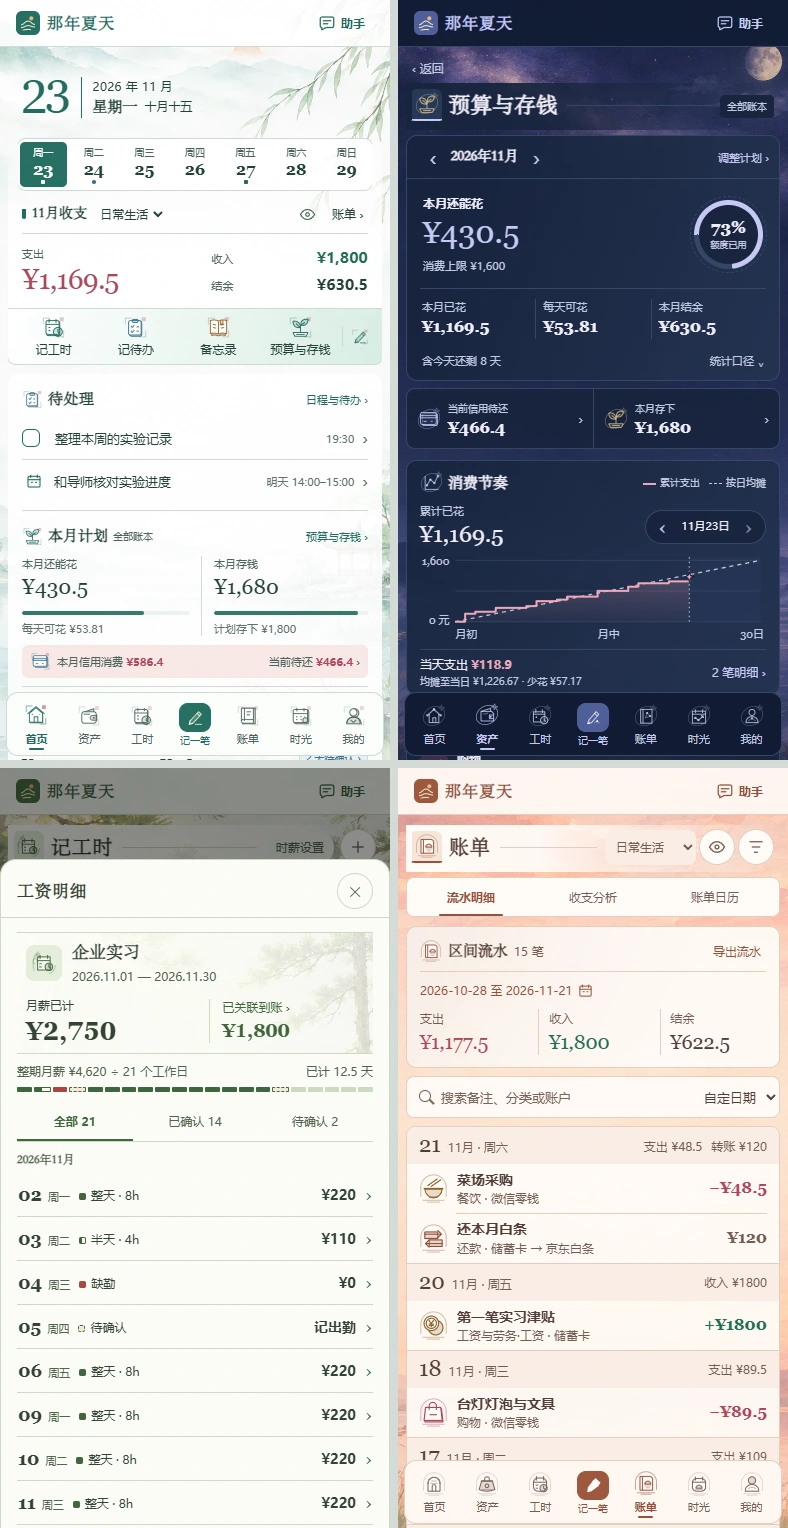 那年夏天
助手
23
2026 年 11 月
星期一 十月十五
周一 周二 周三 周四 周五 周六 周日
23 24 25 26 27 28 29
11月收支 日常生活 账单 ›
支出
¥1,169.5
收入 ¥1,800
结余 ¥630.5
记工时 记待办 备忘录 预算与存钱
待处理 日程与待办 ›
整理本周的实验记录 19:30 ›
和导师核对实验进度 明天 14:00–15:00 ›
本月计划 全部账本 预算与存钱 ›
本月还能花 本月存钱
¥430.5 ¥1,680
每天可花 ¥53.81 计划存下 ¥1,800
本月信用消费 ¥586.4 当前待还 ¥466.4 ›
首页 资产 工时 记一笔 账单 时光 我的
那年夏天
助手
‹ 返回
预算与存钱 全部账本
‹ 2026年11月 › 调整计划 ›
本月还能花
¥430.5
消费上限 ¥1,600
73%
额度已用
本月已花 每天可花 本月结余
¥1,169.5 ¥53.81 ¥630.5
含今天还剩 8 天 统计口径
当前信用待还
¥466.4 ›
本月存下
¥1,680 ›
消费节奏 累计支出 按日均摊
累计已花
¥1,169.5
‹ 11月23日 ›
1,600
0 元
月初 月中 30日
当天支出 ¥118.9
均摊至当日 ¥1,226.67 · 少花 ¥57.17
2 笔明细 ›
首页 资产 工时 记一笔 账单 时光 我的
那年夏天
助手
记工时 时薪设置
工资明细
企业实习
2026.11.01 — 2026.11.30
月薪已计 已关联到账 ›
¥2,750 ¥1,800
整期月薪 ¥4,620 ÷ 21 个工作日 已计 12.5 天
全部 21 已确认 14 待确认 2
2026年11月
02 周一 整天 · 8h ¥220 ›
03 周二 半天 · 4h ¥110 ›
04 周三 缺勤 ¥0 ›
05 周四 待确认 记出勤 ›
06 周五 整天 · 8h ¥220 ›
09 周一 整天 · 8h ¥220 ›
10 周二 整天 · 8h ¥220 ›
11 周三 整天 · 8h ¥220 ›
那年夏天
助手
账单 日常生活
流水明细 收支分析 账单日历
区间流水 15 笔 导出流水
2026-10-28 至 2026-11-21
支出 收入 结余
¥1,177.5 ¥1,800 ¥622.5
搜索备注、分类或账户 自定日期
21 11月 · 周六 支出 ¥48.5 转账 ¥120
菜场采购
餐饮 · 微信零钱
−¥48.5
还本月白条
还款 · 储蓄卡 → 京东白条
¥120
20 11月 · 周五 收入 ¥1800
第一笔实习津贴
工资与劳务·工资 · 储蓄卡
+¥1800
18 11月 · 周三 支出 ¥89.5
台灯灯泡与文具
购物 · 微信零钱
−¥89.5
17 11月 · 周二 支出 ¥109
首页 资产 工时 记一笔 账单 时光 我的